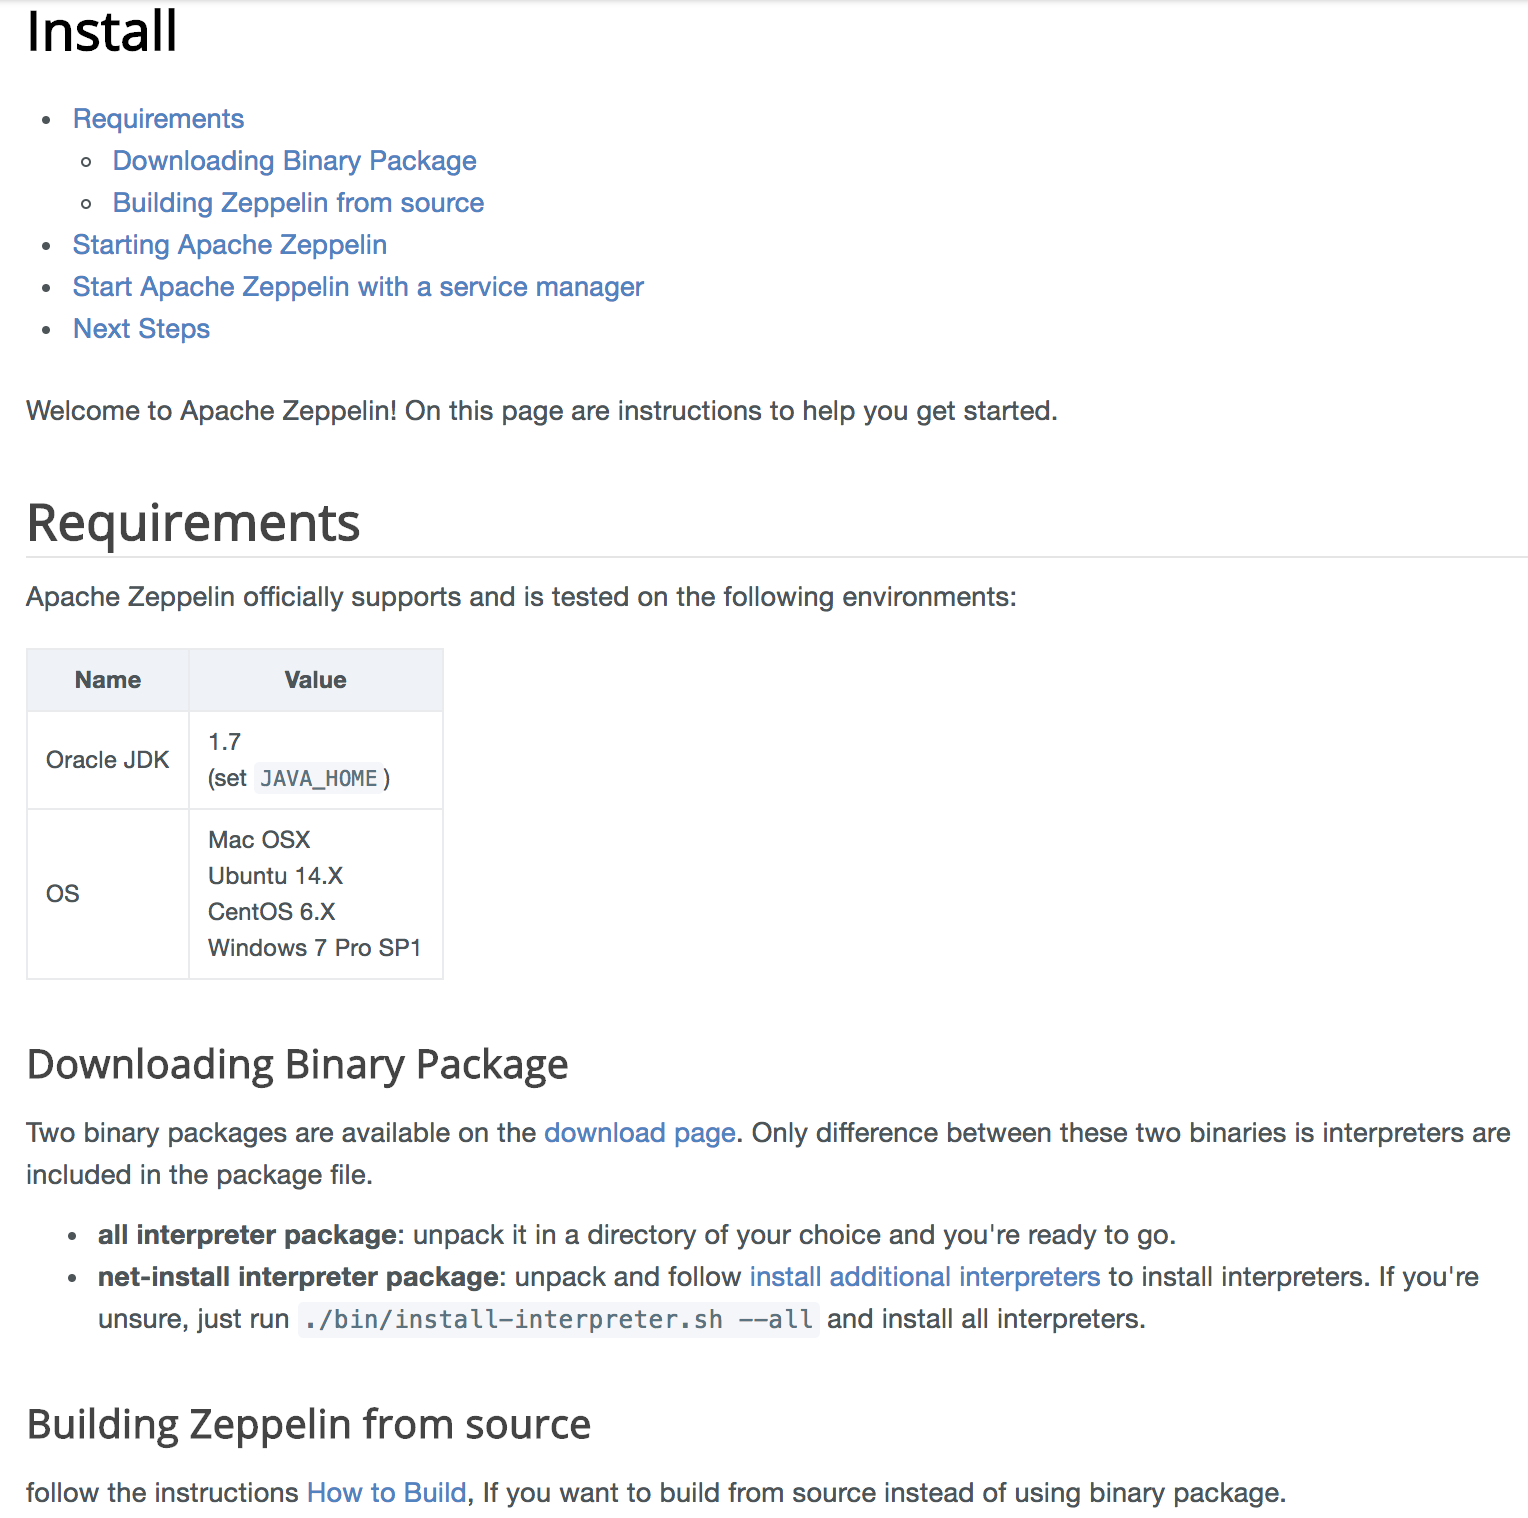 Install
Requirements
Downloading Binary Package
Building Zeppelin from source
Starting Apache Zeppelin
Start Apache Zeppelin with a service manager
Next Steps
Welcome to Apache Zeppelin! On this page are instructions to help you get started.
Requirements
Apache Zeppelin officially supports and is tested on the following environments:
Name Value
Oracle JDK 1.7
(set JAVA_HOME)
OS Mac OSX
Ubuntu 14.X
CentOS 6.X
Windows 7 Pro SP1
Downloading Binary Package
Two binary packages are available on the download page. Only difference between these two binaries is interpreters are
included in the package file.
all interpreter package: unpack it in a directory of your choice and you're ready to go.
net-install interpreter package: unpack and follow install additional interpreters to install interpreters. If you're
unsure, just run ./bin/install-interpreter.sh --all and install all interpreters.
Building Zeppelin from source
follow the instructions How to Build, If you want to build from source instead of using binary package.